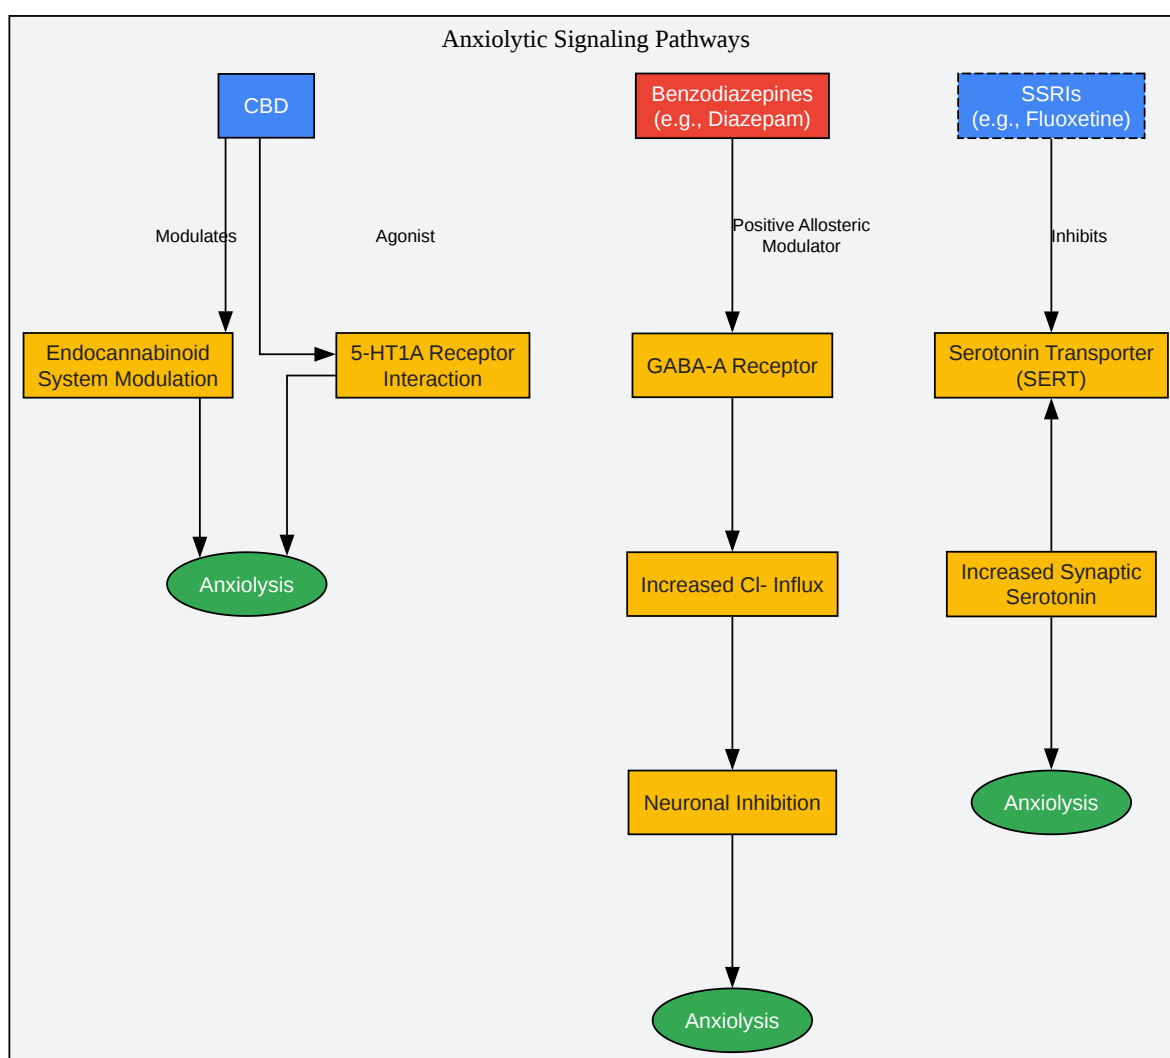 Anxiolytic Signaling Pathways
CBD
Benzodiazepines
(e.g., Diazepam)
SSRIs
(e.g., Fluoxetine)
Modulates
Agonist
Positive Allosteric
Modulator
Inhibits
Endocannabinoid
System Modulation
5-HT1A Receptor
Interaction
GABA-A Receptor
Serotonin Transporter
(SERT)
Anxiolysis
Increased Cl- Influx
Increased Synaptic
Serotonin
Neuronal Inhibition
Anxiolysis
Anxiolysis